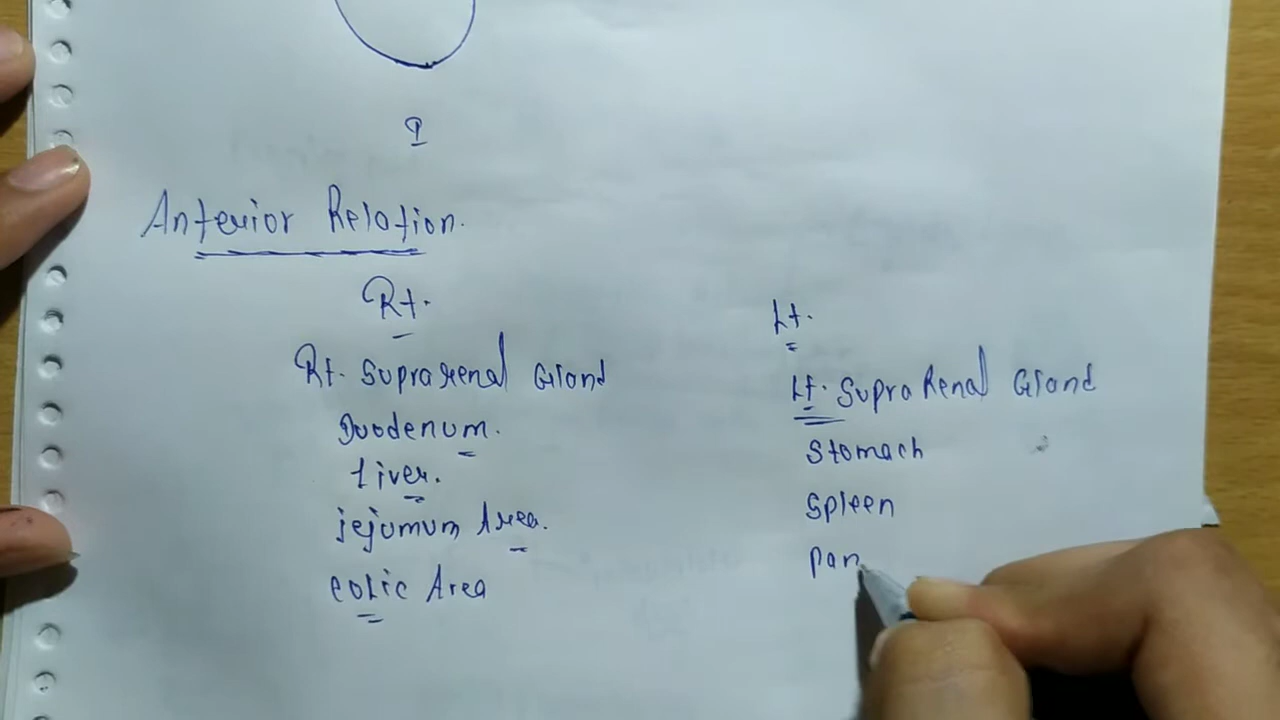 Anterior Relation.
Rt.
Rt. Suprarenal Gland
Duodenum.
Liver.
jejumum Area.
colic Area
Lt.
Lt. Supra Renal Gland
Stomach
Spleen
pan